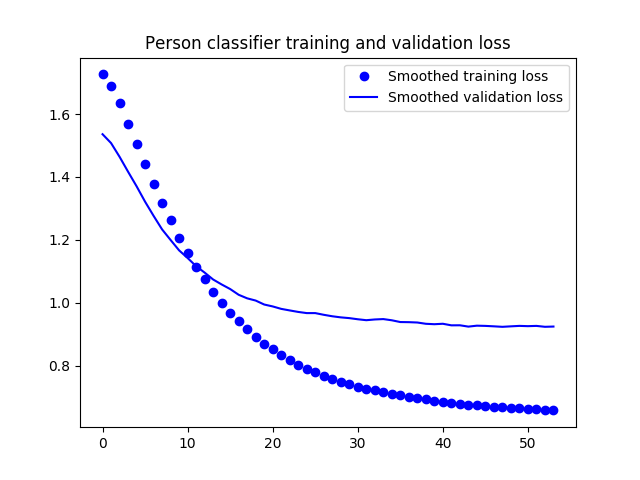 Person classifier training and validation loss
Smoothed training loss
Smoothed validation loss
1.6
1.4
1.2
1.0
0.8
0 10 20 30 40 50